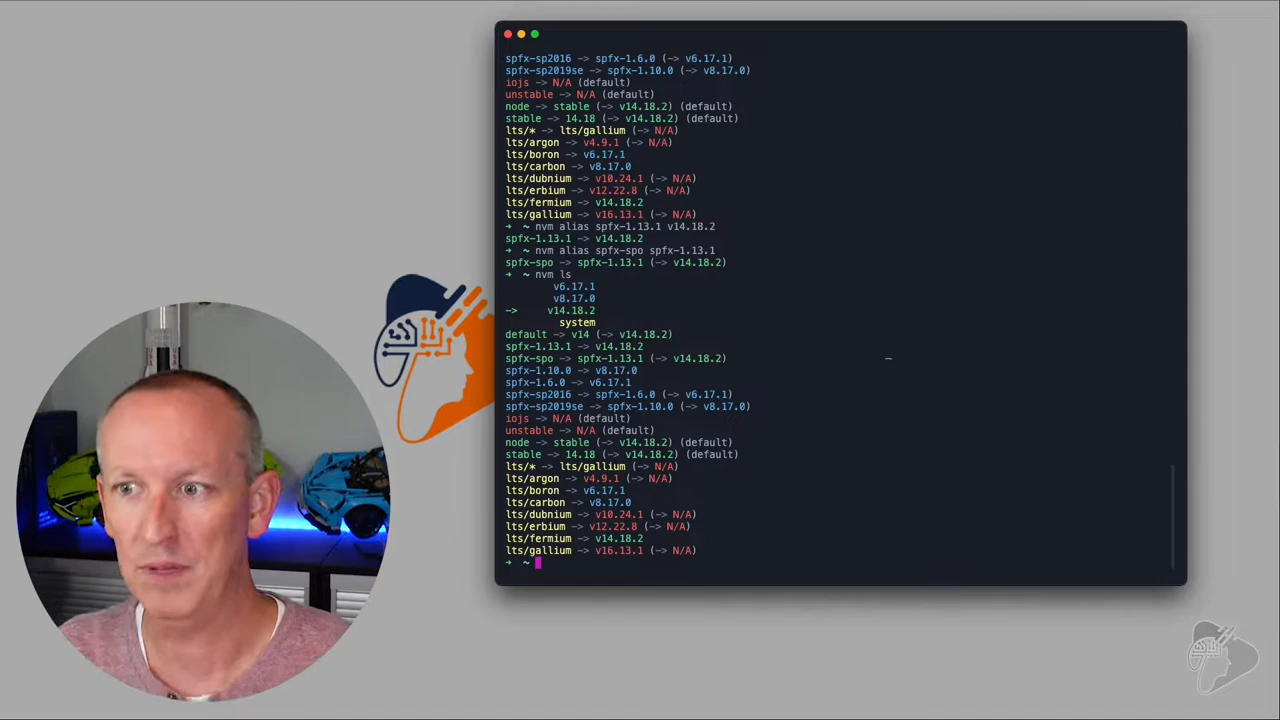 spfx-sp2016 -> spfx-1.6.0 (-> v6.17.1)
spfx-sp2019se -> spfx-1.10.0 (-> v8.17.0)
iojs -> N/A (default)
unstable -> N/A (default)
node -> stable (-> v14.18.2) (default)
stable -> 14.18 (-> v14.18.2) (default)
lts/* -> lts/gallium (-> N/A)
lts/argon -> v4.9.1 (-> N/A)
lts/boron -> v6.17.1
lts/carbon -> v8.17.0
lts/dubnium -> v10.24.1 (-> N/A)
lts/erbium -> v12.22.8 (-> N/A)
lts/fermium -> v14.18.2
lts/gallium -> v16.13.1 (-> N/A)
➜ ~ nvm alias spfx-1.13.1 v14.18.2
spfx-1.13.1 -> v14.18.2
➜ ~ nvm alias spfx-spo spfx-1.13.1
spfx-spo -> spfx-1.13.1 (-> v14.18.2)
➜ ~ nvm ls
v6.17.1
v8.17.0
-> v14.18.2
system
default -> v14 (-> v14.18.2)
spfx-1.13.1 -> v14.18.2
spfx-spo -> spfx-1.13.1 (-> v14.18.2)
spfx-1.10.0 -> v8.17.0
spfx-1.6.0 -> v6.17.1
spfx-sp2016 -> spfx-1.6.0 (-> v6.17.1)
spfx-sp2019se -> spfx-1.10.0 (-> v8.17.0)
iojs -> N/A (default)
unstable -> N/A (default)
node -> stable (-> v14.18.2) (default)
stable -> 14.18 (-> v14.18.2) (default)
lts/* -> lts/gallium (-> N/A)
lts/argon -> v4.9.1 (-> N/A)
lts/boron -> v6.17.1
lts/carbon -> v8.17.0
lts/dubnium -> v10.24.1 (-> N/A)
lts/erbium -> v12.22.8 (-> N/A)
lts/fermium -> v14.18.2
lts/gallium -> v16.13.1 (-> N/A)
➜ ~